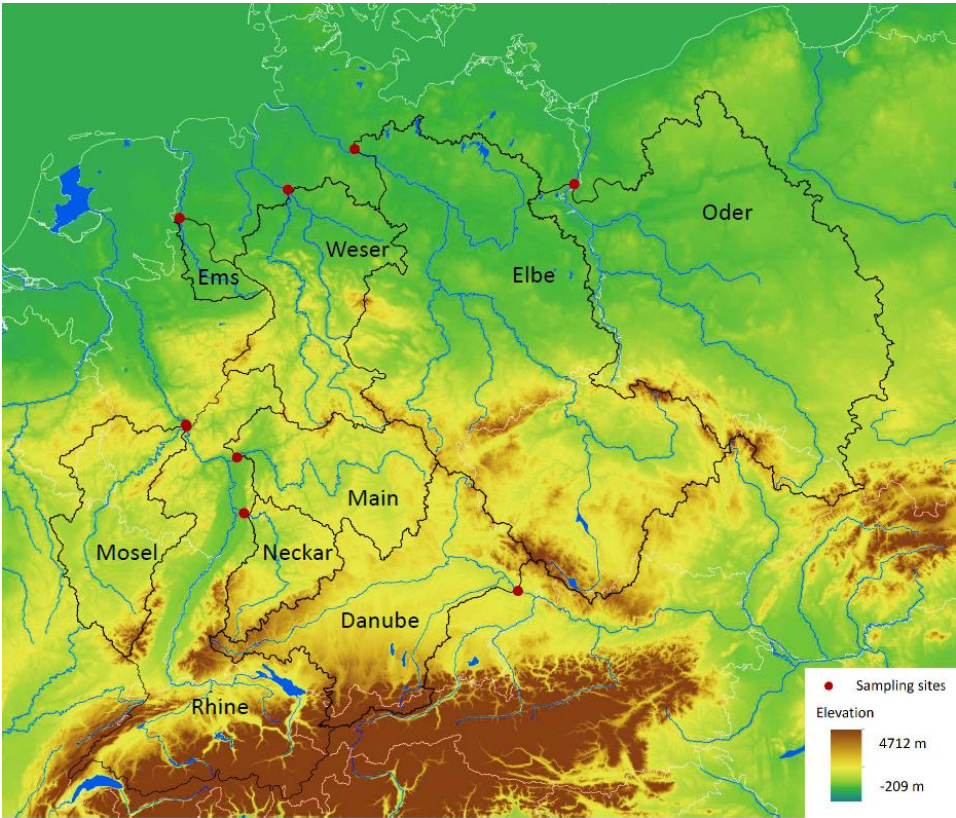 Oder
Weser
Ems
Elbe
Main
Mosel
Neckar
Danube
Rhine
Sampling sites
Elevation
4712 m
-209 m